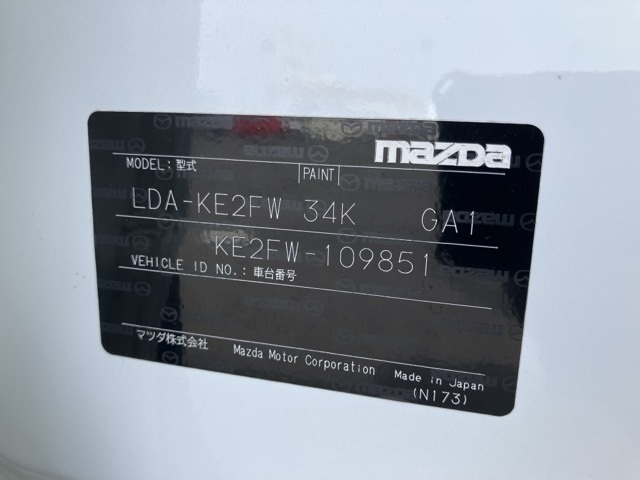 mazda
MODEL:型式 PAINT
LDA-KE2FW 34K GA1
KE2FW-109851
VEHICLE ID NO.:車台番号
マツダ株式会社 Mazda Motor Corporation Made in Japan
(N173)